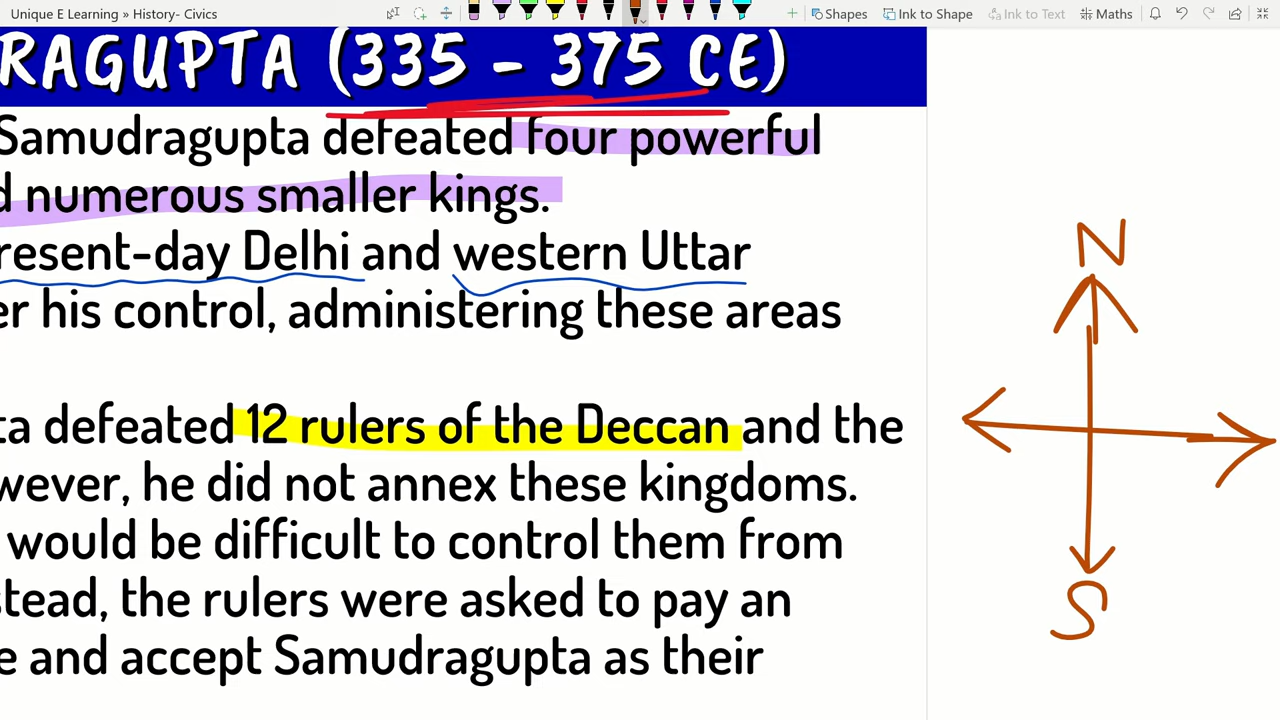 Unique E Learning » History- Civics
Shapes Ink to Shape Ink to Text Maths
RAGUPTA (335 - 375 CE)
Samudragupta defeated four powerful
numerous smaller kings.
resent-day Delhi and western Uttar
er his control, administering these areas
ta defeated 12 rulers of the Deccan and the
wever, he did not annex these kingdoms.
would be difficult to control them from
stead, the rulers were asked to pay an
e and accept Samudragupta as their
N
S